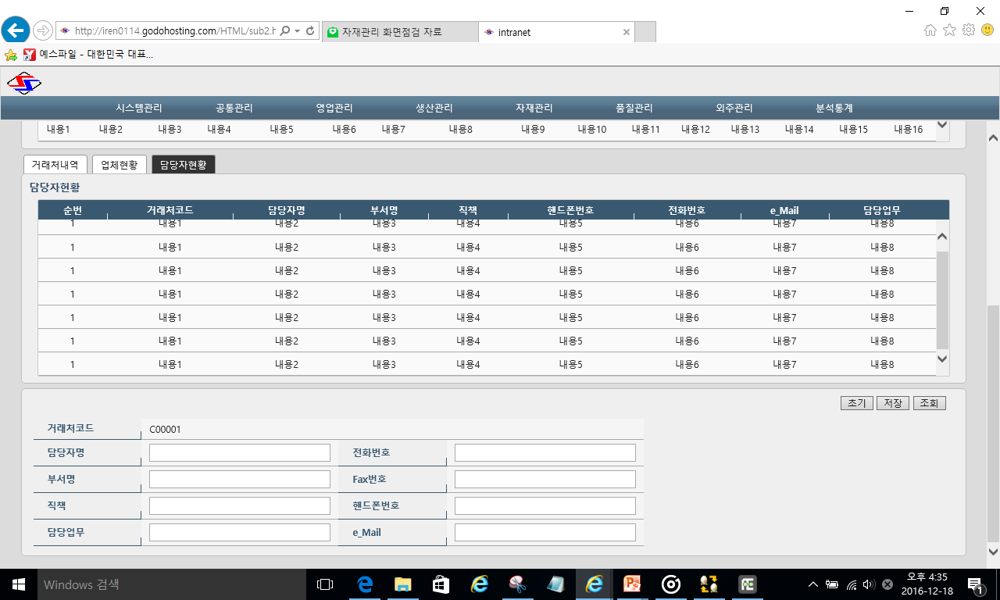 http://iren0114.godohosting.com/HTML/sub2.h
자재관리 화면점검 자료
intranet
예스파일 - 대한민국 대표...
시스템관리 공통관리 영업관리 생산관리 자재관리 품질관리 외주관리 분석통계
내용1 내용2 내용3 내용4 내용5 내용6 내용7 내용8 내용9 내용10 내용11 내용12 내용13 내용14 내용15 내용16
거래처내역 업체현황 담당자현황
담당자현황
순번 거래처코드 담당자명 부서명 직책 핸드폰번호 전화번호 e_Mail 담당업무
1 내용1 내용2 내용3 내용4 내용5 내용6 내용7 내용8
1 내용1 내용2 내용3 내용4 내용5 내용6 내용7 내용8
1 내용1 내용2 내용3 내용4 내용5 내용6 내용7 내용8
1 내용1 내용2 내용3 내용4 내용5 내용6 내용7 내용8
1 내용1 내용2 내용3 내용4 내용5 내용6 내용7 내용8
1 내용1 내용2 내용3 내용4 내용5 내용6 내용7 내용8
1 내용1 내용2 내용3 내용4 내용5 내용6 내용7 내용8
초기 저장 조회
거래처코드 C00001
담당자명 전화번호
부서명 Fax번호
직책 핸드폰번호
담당업무 e_Mail
Windows 검색
오후 4:35
2016-12-18
1